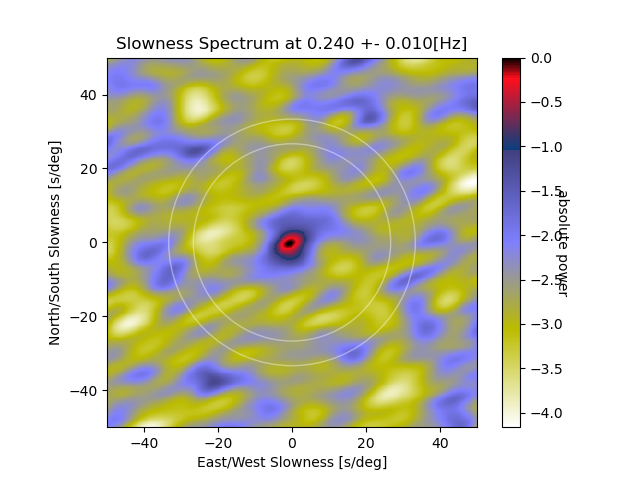 Slowness Spectrum at 0.240 +- 0.010[Hz]
North/South Slowness [s/deg]
40
20
0
−20
−40
−40 −20 0 20 40
East/West Slowness [s/deg]
0.0
−0.5
−1.0
−1.5
−2.0
−2.5
−3.0
−3.5
−4.0
absolute power